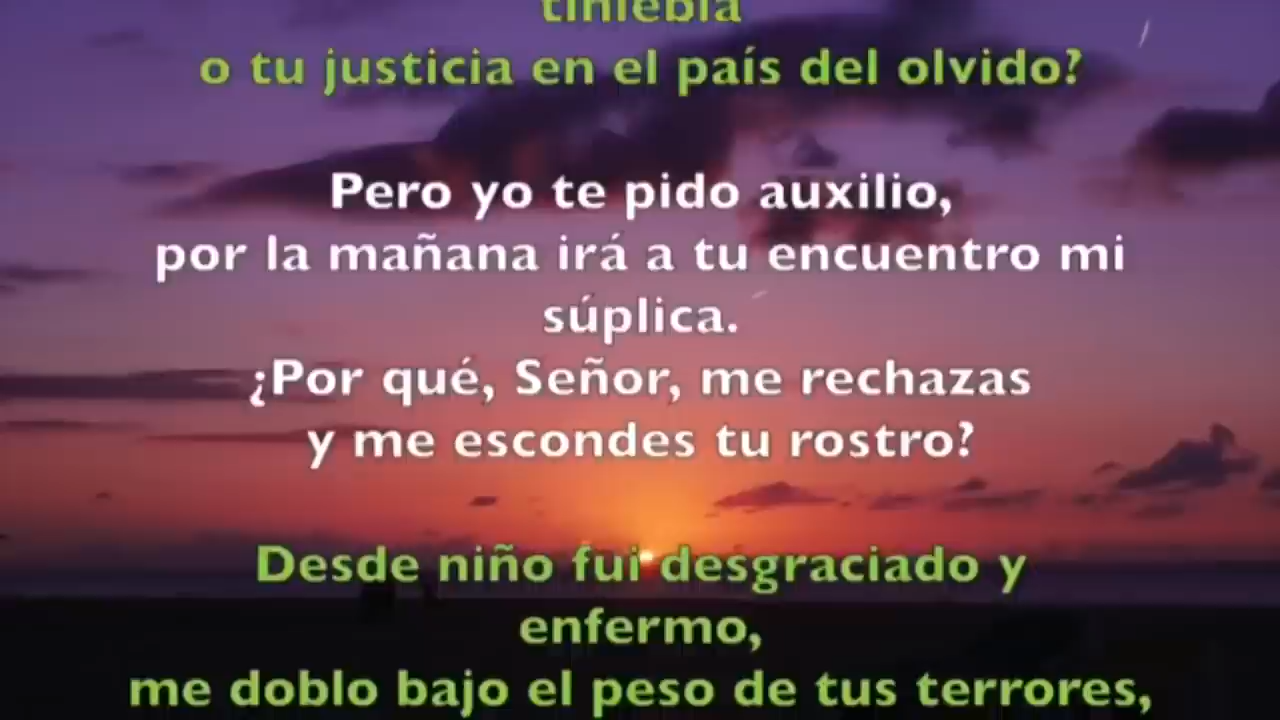 tiniebla
o tu justicia en el país del olvido?
Pero yo te pido auxilio,
por la mañana irá a tu encuentro mi
súplica.
¿Por qué, Señor, me rechazas
y me escondes tu rostro?
Desde niño fui desgraciado y
enfermo,
me doblo bajo el peso de tus terrores,